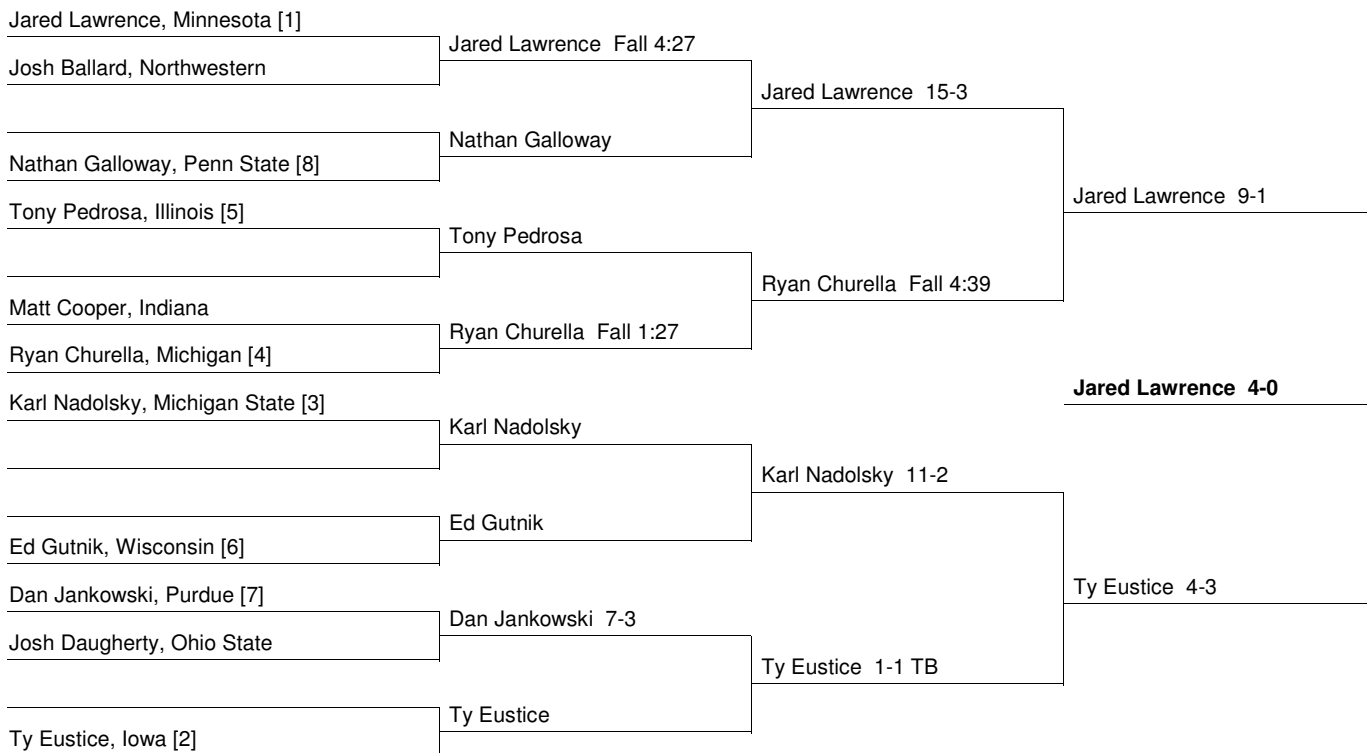 Jared Lawrence, Minnesota [1]
Josh Ballard, Northwestern
Nathan Galloway, Penn State [8]
Tony Pedrosa, Illinois [5]
Matt Cooper, Indiana
Ryan Churella, Michigan [4]
Karl Nadolsky, Michigan State [3]
Ed Gutnik, Wisconsin [6]
Dan Jankowski, Purdue [7]
Josh Daugherty, Ohio State
Ty Eustice, Iowa [2]
Jared Lawrence Fall 4:27
Nathan Galloway
Tony Pedrosa
Ryan Churella Fall 1:27
Karl Nadolsky
Ed Gutnik
Dan Jankowski 7-3
Ty Eustice
Jared Lawrence 15-3
Ryan Churella Fall 4:39
Karl Nadolsky 11-2
Ty Eustice 1-1 TB
Jared Lawrence 9-1
Ty Eustice 4-3
Jared Lawrence 4-0